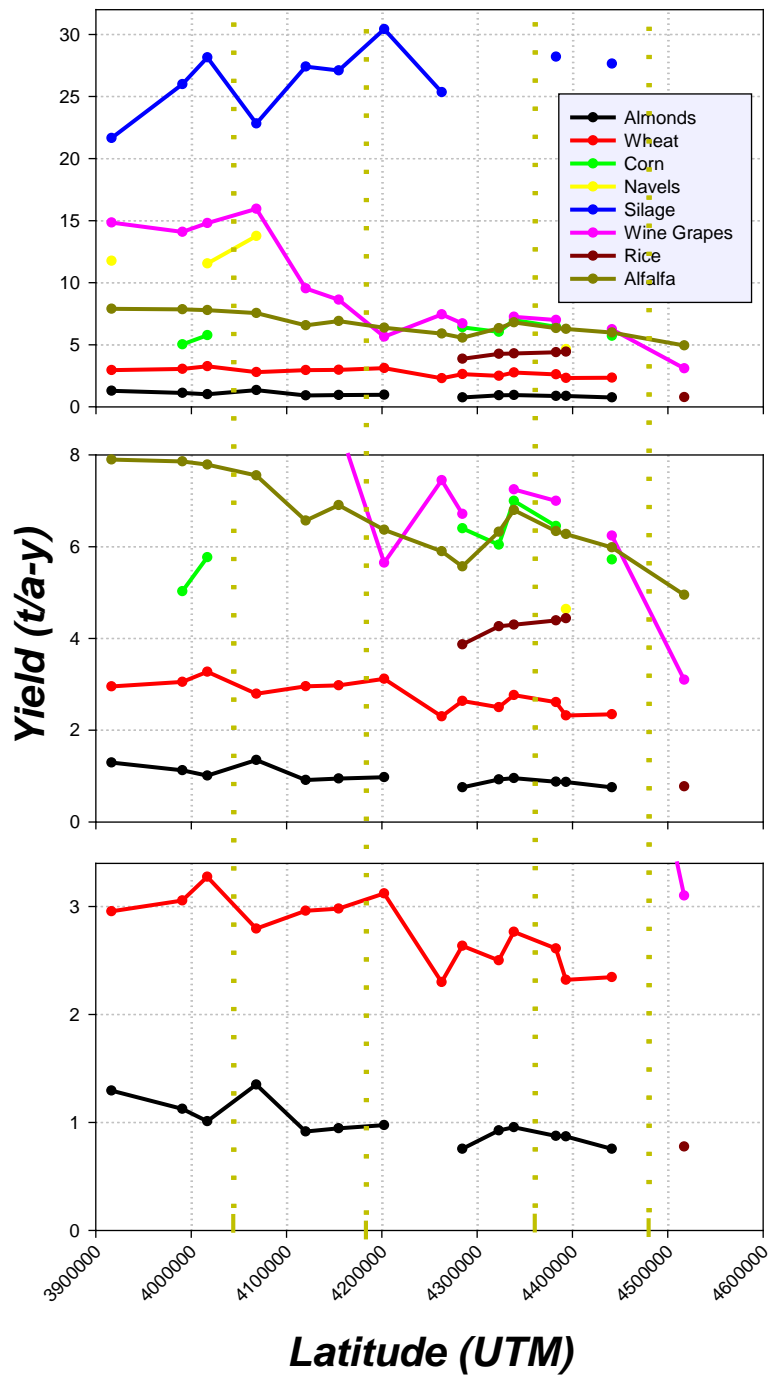 30
25
20
15
10
5
0
Almonds
Wheat
Corn
Navels
Silage
Wine Grapes
Rice
Alfalfa
Yield (t/a-y)
8
6
4
2
0
3
2
1
0
3900000
4000000
4100000
4200000
4300000
4400000
4500000
4600000
Latitude (UTM)